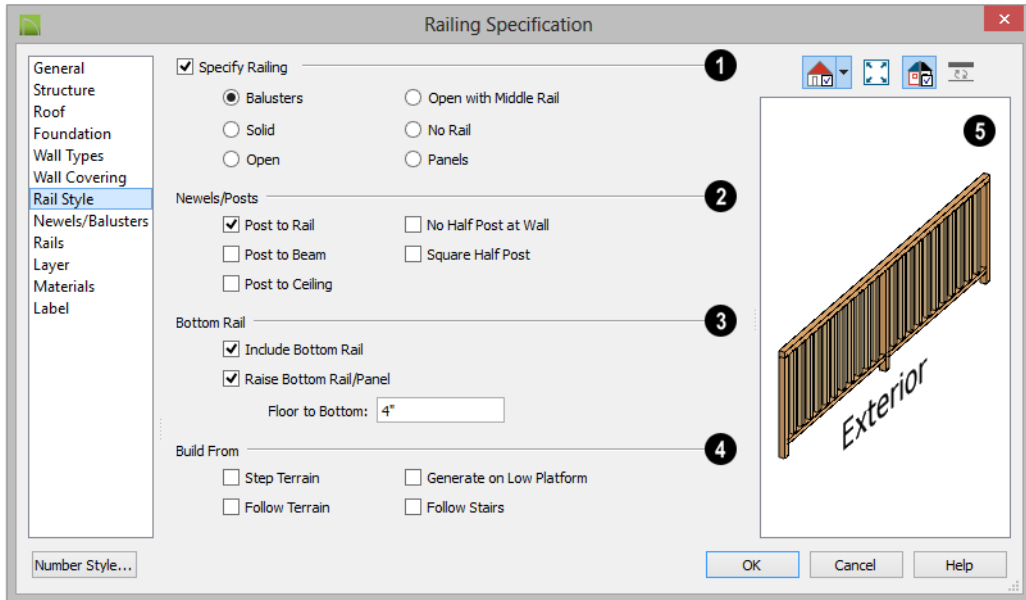 Railing Specification
General
Structure
Roof
Foundation
Wall Types
Wall Covering
Rail Style
Newels/Balusters
Rails
Layer
Materials
Label
Specify Railing 1
Balusters Open with Middle Rail
Solid No Rail
Open Panels
Newels/Posts 2
Post to Rail No Half Post at Wall
Post to Beam Square Half Post
Post to Ceiling
Bottom Rail 3
Include Bottom Rail
Raise Bottom Rail/Panel
Floor to Bottom: 4"
Build From 4
Step Terrain Generate on Low Platform
Follow Terrain Follow Stairs
5
Exterior
Number Style... OK Cancel Help